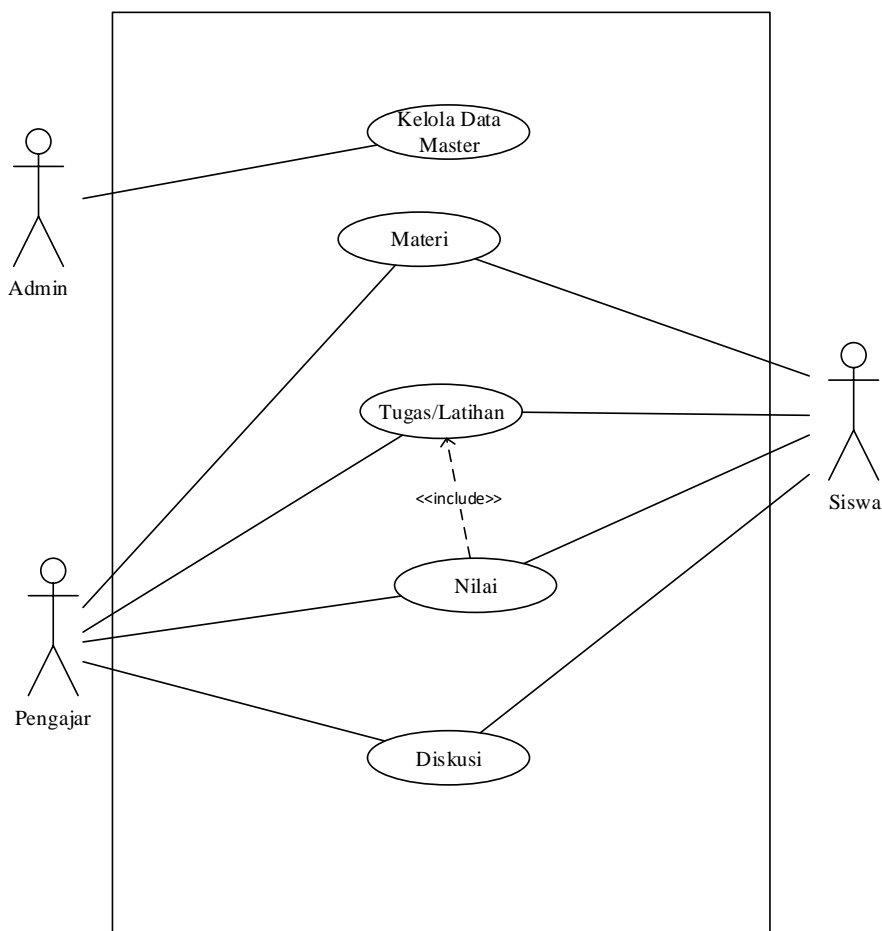 Kelola Data
Master
Admin
Materi
Tugas/Latihan
<<include>>
Siswa
Nilai
Pengajar
Diskusi